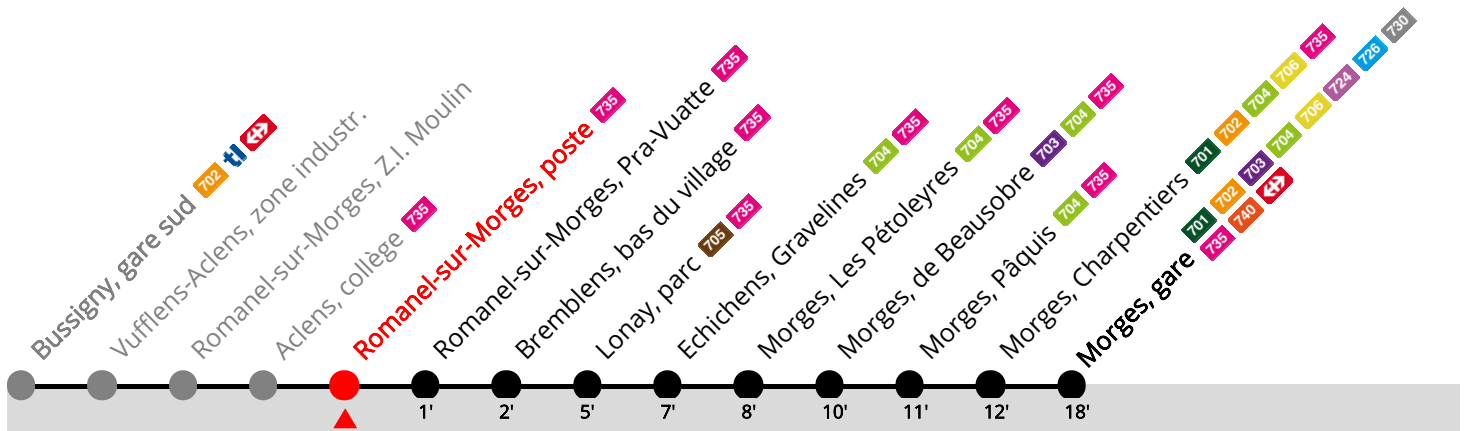 Bussigny, gare sud 702 tl
Vufflens-Aclens, zone industr.
Romanel-sur-Morges, Z.I. Moulin
Aclens, collège 735
Romanel-sur-Morges, poste 735
Romanel-sur-Morges, Pra-Vuatte 735
Bremblens, bas du village 735
Lonay, parc 705 735
Echichens, Gravelines 704 735
Morges, Les Pétoleyres 704 735
Morges, de Beausobre 703 704 735
Morges, Pâquis 704 735
Morges, Charpentiers 701 702 704 706 735
Morges, gare 701 702 703 704 706 724 726 730
735 740
1' 2' 5' 7' 8' 10' 11' 12' 18'